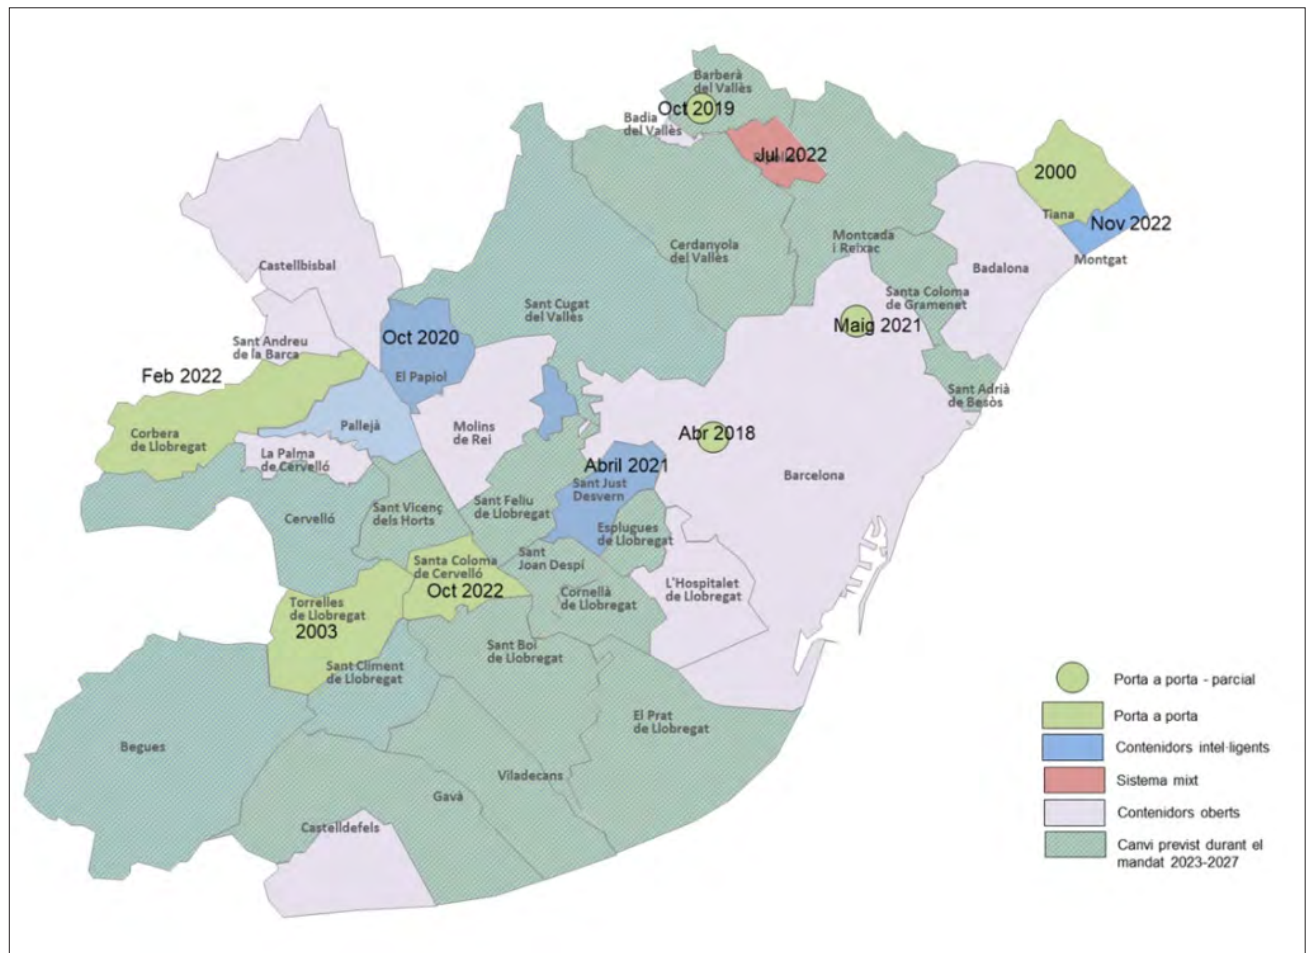 Barberà
del Vallès
Oct 2019
Badia
del Vallès
Jul 2022
2000
Tiana
Nov 2022
Montgat
Montcada
i Reixac
Cerdanyola
del Vallès
Badalona
Castellbisbal
Santa Coloma
de Gramenet
Sant Cugat
del Vallès
Maig 2021
Oct 2020
Sant Andreu
de la Barca
El Papiol
Feb 2022
Sant Adrià
de Besòs
Pallejà
Molins
de Rei
Abr 2018
Corbera
de Llobregat
La Palma
de Cervelló
Abril 2021
Sant Just
Desvern
Barcelona
Cervelló
Sant Vicenç
dels Horts
Sant Feliu
de Llobregat
Esplugues
de Llobregat
Sant
Joan Despí
Santa Coloma
de Cervelló
Oct 2022
Cornellà
de Llobregat
L'Hospitalet
de Llobregat
Torrelles
de Llobregat
2003
Sant Boi
de Llobregat
Sant Climent
de Llobregat
El Prat
de Llobregat
Begues
Viladecans
Gavà
Castelldefels
Porta a porta - parcial
Porta a porta
Contenidors intel·ligents
Sistema mixt
Contenidors oberts
Canvi previst durant el
mandat 2023-2027